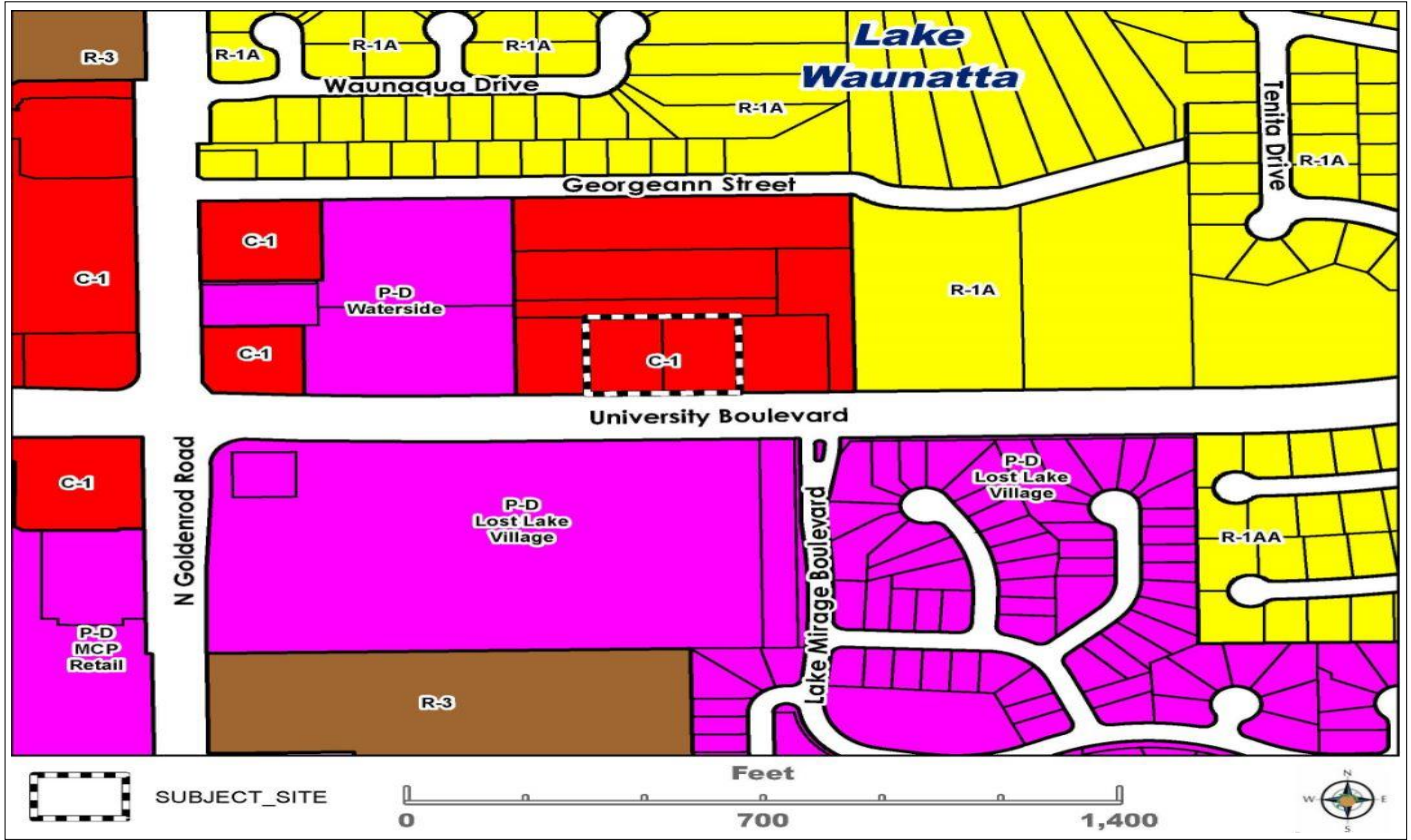 R-3
R-1A
R-1A
R-1A
Lake
Waunatta
Waunaqua Drive
R-1A
Tenita Drive
R-1A
Georgeann Street
C-1
C-1
P-D
Waterside
R-1A
C-1
C-1
University Boulevard
N Goldenrod Road
C-1
P-D
Lost Lake
Village
P-D
Lost Lake
Village
Lake Mirage Boulevard
R-1AA
P-D
MCP
Retail
R-3
SUBJECT_SITE
Feet
0 700 1,400
N
W E
S